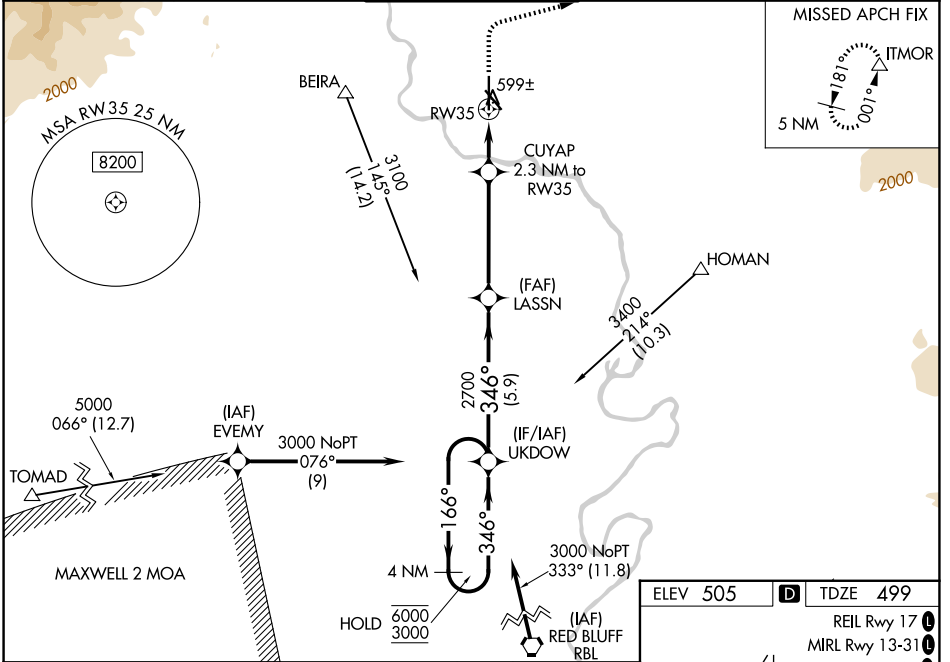 MISSED APCH FIX
ITMOR
181°
001°
5 NM
2000
MSA RW35 25 NM
8200
BEIRA
3100
145°
(14.2)
599±
RW35
CUYAP
2.3 NM to
RW35
2000
HOMAN
3400
214°
(10.3)
(FAF)
LASSN
2700
346°
(5.9)
5000
066° (12.7)
TOMAD
(IAF)
EVEMY
3000 NoPT
076°
(9)
(IF/IAF)
UKDOW
166°
346°
4 NM
HOLD
6000
3000
3000 NoPT
333° (11.8)
(IAF)
RED BLUFF
RBL
MAXWELL 2 MOA
ELEV 505
D
TDZE 499
REIL Rwy 17 L
MIRL Rwy 13-31 L